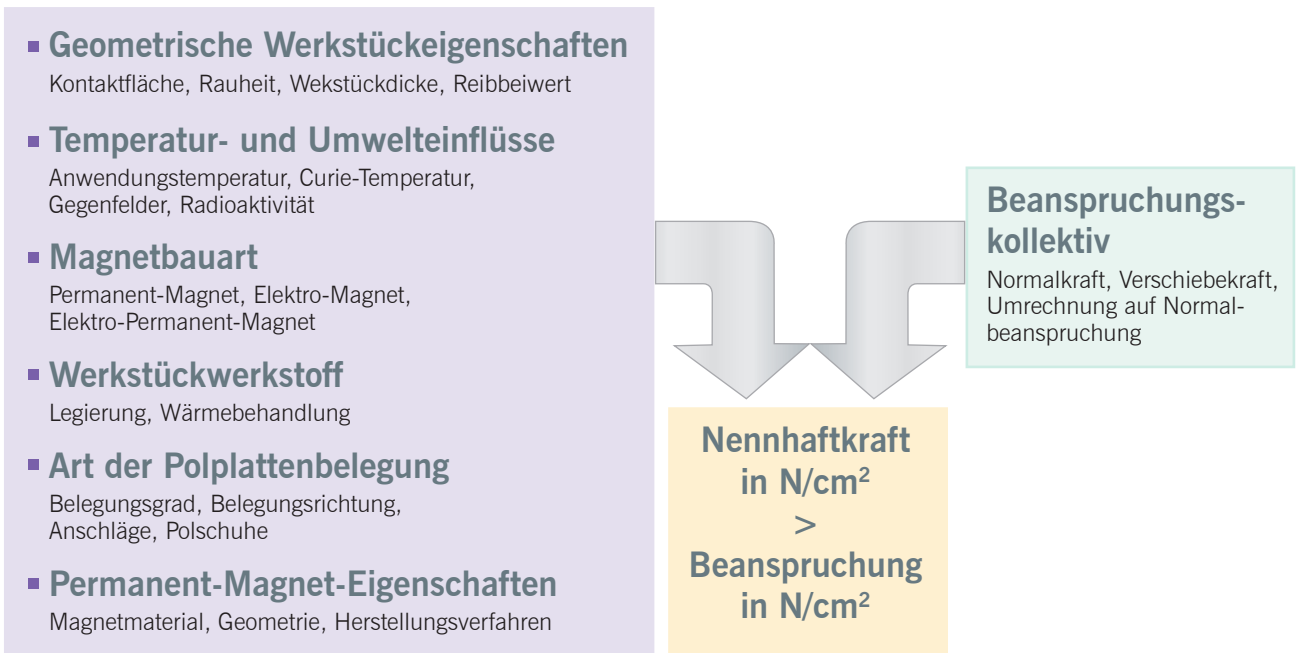 Geometrische Werkstückeigenschaften
Kontaktfläche, Rauheit, Wekstückdicke, Reibbeiwert
Temperatur- und Umwelteinflüsse
Anwendungstemperatur, Curie-Temperatur,
Gegenfelder, Radioaktivität
Magnetbauart
Permanent-Magnet, Elektro-Magnet,
Elektro-Permanent-Magnet
Werkstückwerkstoff
Legierung, Wärmebehandlung
Art der Polplattenbelegung
Belegungsgrad, Belegungsrichtung,
Anschläge, Polschuhe
Permanent-Magnet-Eigenschaften
Magnetmaterial, Geometrie, Herstellungsverfahren
Beanspruchungs-
kollektiv
Normalkraft, Verschiebekraft,
Umrechnung auf Normal-
beanspruchung
Nennhaftkraft
in N/cm²
>
Beanspruchung
in N/cm²